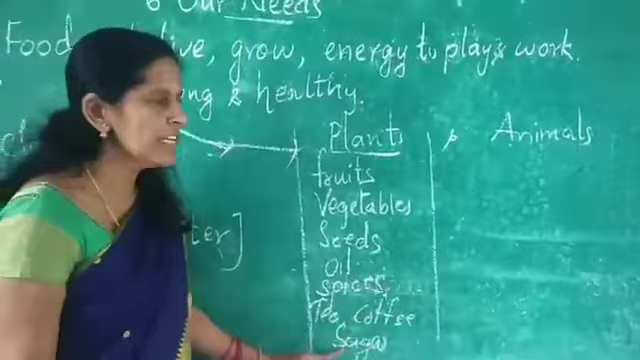 6 Our Needs
Food live, grow, energy to play & work.
& healthy.
Plants Animals
fruits
Vegetables
Seeds
Oil
spices
Tea Coffee
Sugar